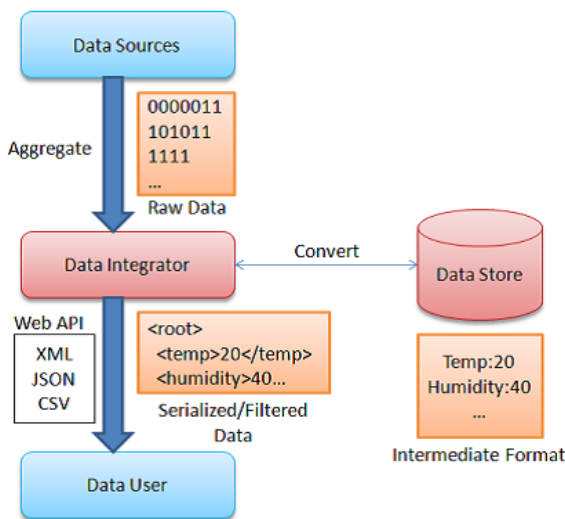 Data Sources
Aggregate
0000011
101011
1111
...
Raw Data
Data Integrator
Convert
Data Store
Web API
XML
JSON
CSV
<root>
<temp>20</temp>
<humidity>40...
Serialized/Filtered
Data
Temp:20
Humidity:40
...
Intermediate Format
Data User